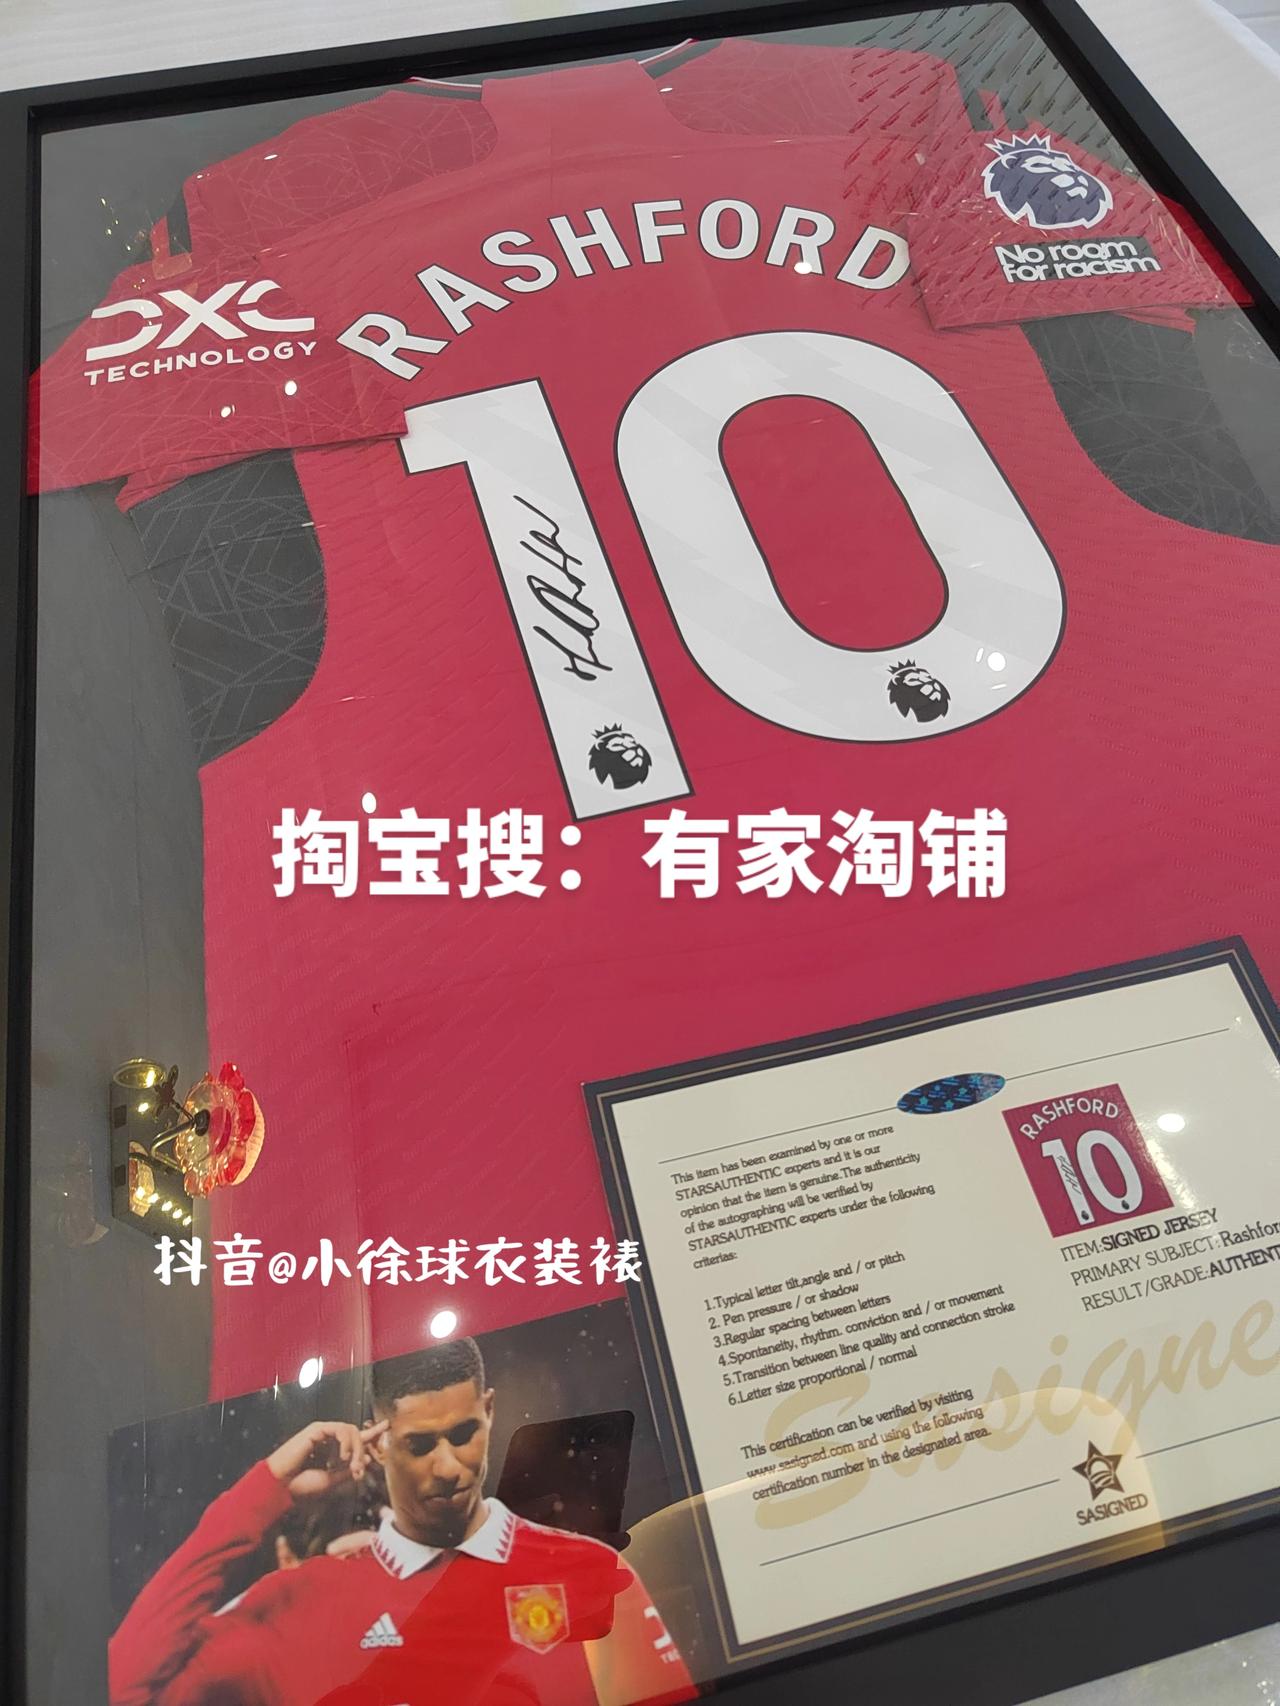 RASHFORD
10
DXC
TECHNOLOGY
No room
for racism
掏宝搜：有家淘铺
抖音@小徐球衣装裱
This item has been examined by one or more
STARSAUTHENTIC experts and it is our
opinion that the item is genuine.The authenticity
of the autographing will be verified by
STARSAUTHENTIC experts under the following
criterias:
1.Typical letter tilt,angle and / or pitch
2. Pen pressure / or shadow
3.Regular spacing between letters
4.Spontaneity, rhythm. conviction and / or movement
5.Transition between line quality and connection stroke
6.Letter size proportional / normal
This certification can be verified by visiting
www.sasigned.com and using the following
certification number in the designated area.
RASHFORD
10
ITEM:SIGNED JERSEY
PRIMARY SUBJECT:Rashfor
RESULT/GRADE:AUTHENT
Sasigne
SASIGNED
adidas